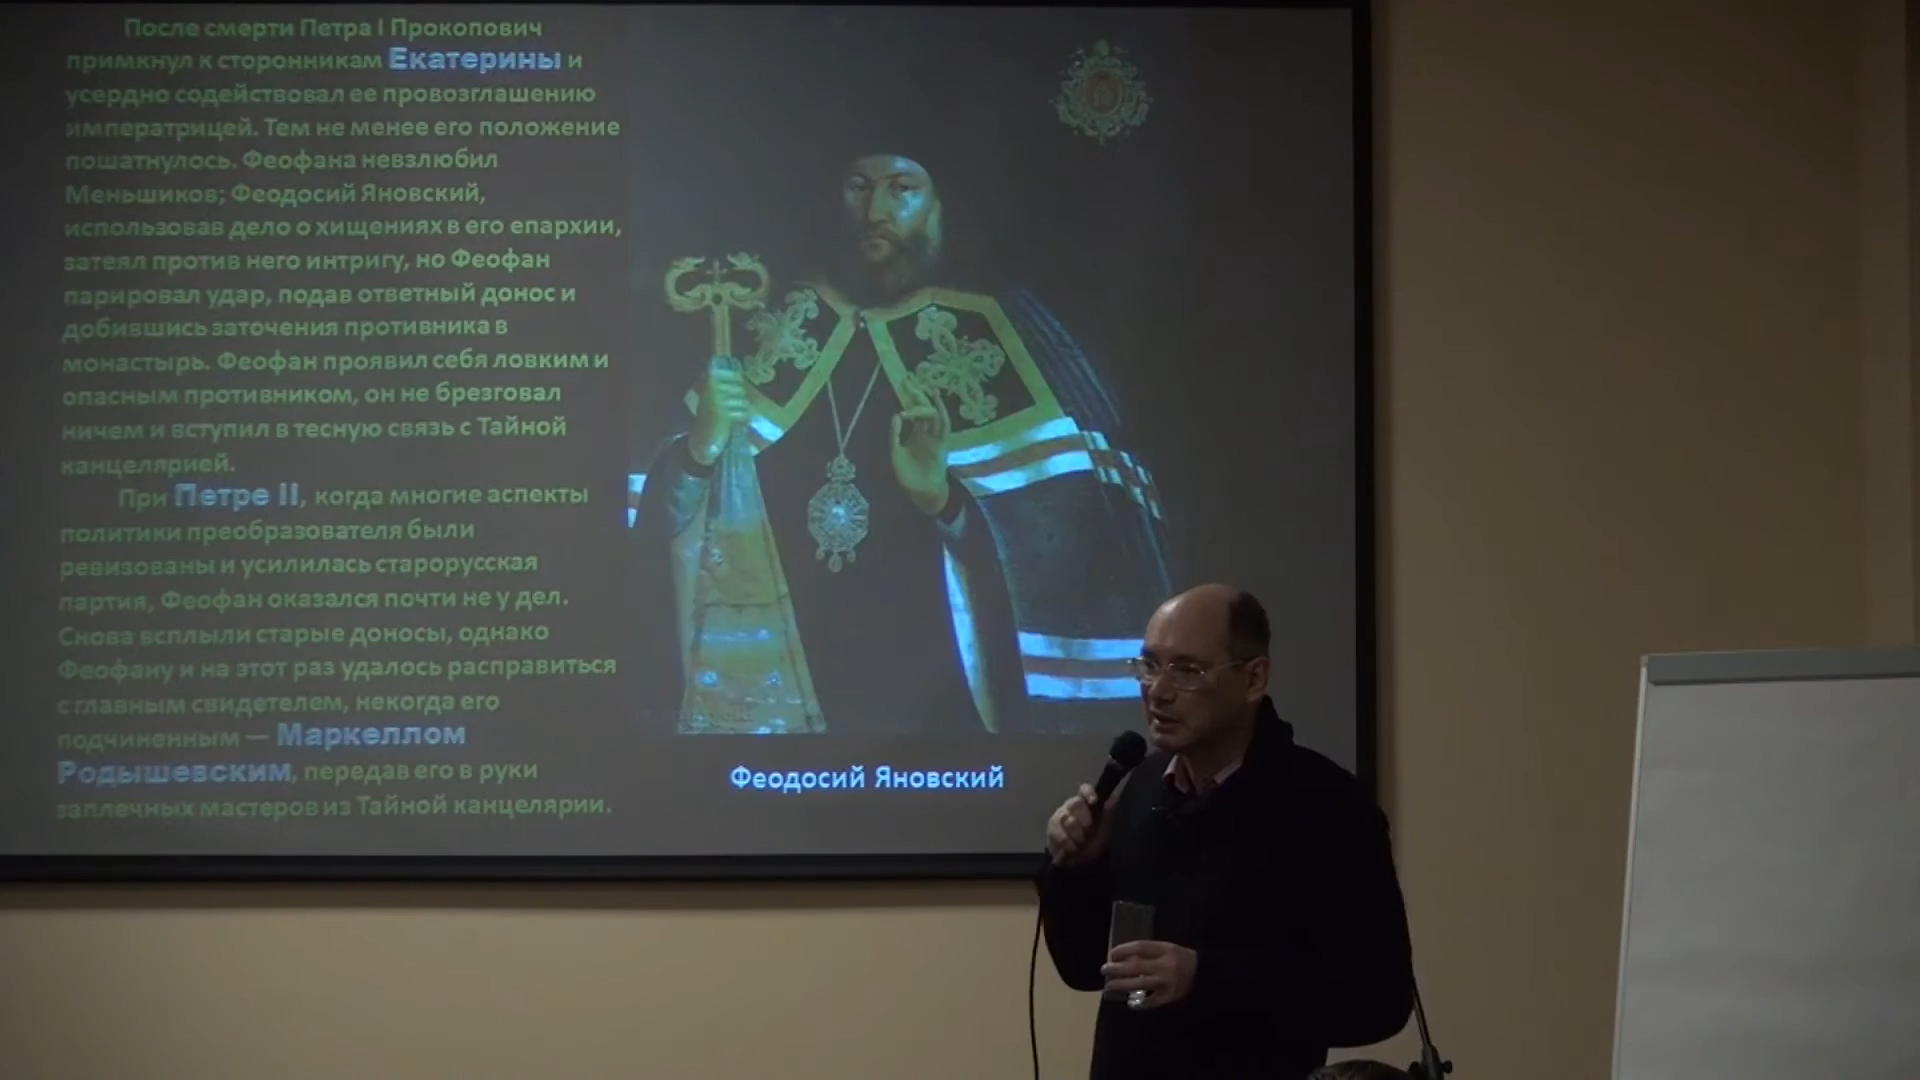 После смерти Петра I Прокопович
примкнул к сторонникам Екатерины и
усердно содействовал ее провозглашению
императрицей. Тем не менее его положение
пошатнулось. Феофана невзлюбил
Меньшиков; Феодосий Яновский,
использовав дело о хищениях в его епархии,
затеял против него интригу, но Феофан
парировал удар, подав ответный донос и
добившись заточения противника в
монастырь. Феофан проявил себя ловким и
опасным противником, он не брезговал
ничем и вступил в тесную связь с Тайной
канцелярией.
При Петре II, когда многие аспекты
политики преобразователя были
ревизованы и усилилась старорусская
партия, Феофан оказался почти не у дел.
Снова всплыли старые доносы, однако
Феофану и на этот раз удалось расправиться
с главным свидетелем, некогда его
подчиненным — Маркеллом
Родышевским, передав его в руки
заплечных мастеров из Тайной канцелярии.
Феодосий Яновский